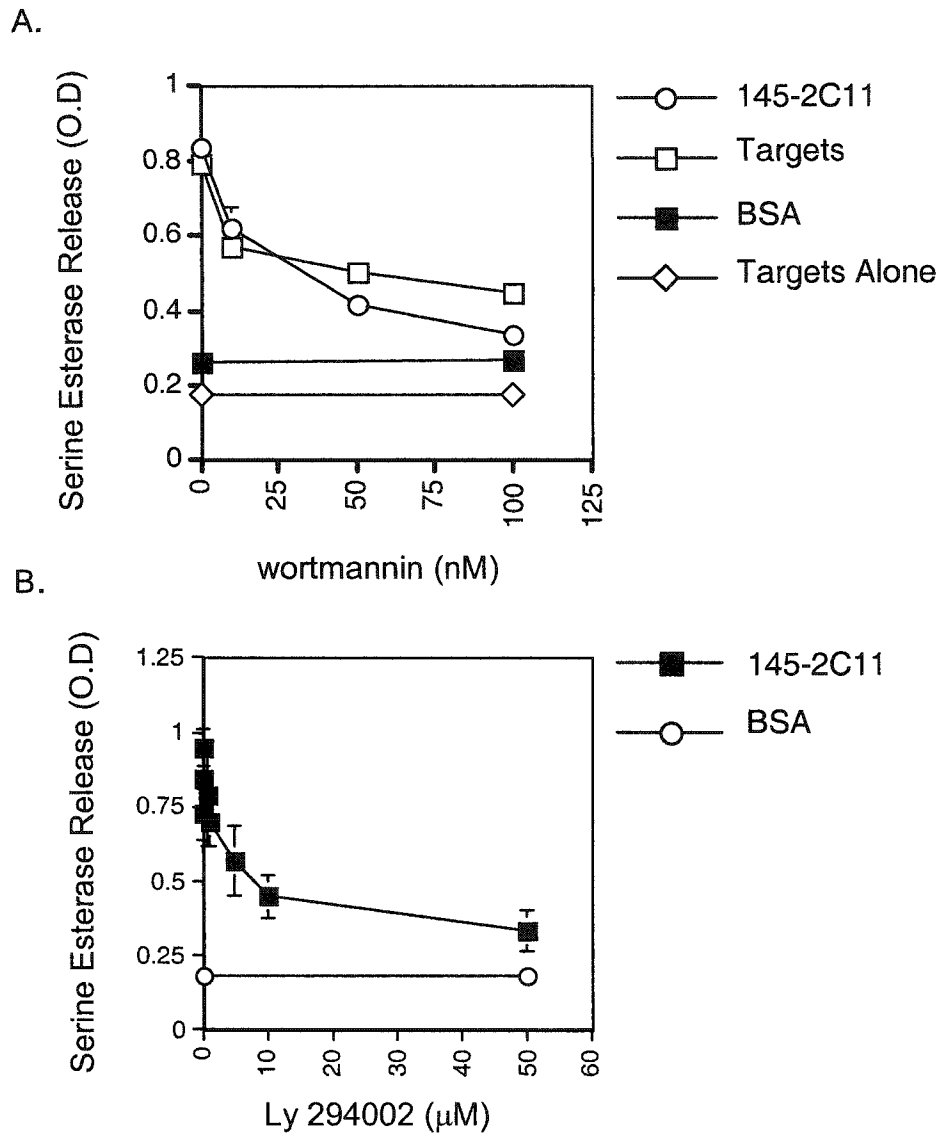 A.
Serine Esterase Release (O.D)
1
0.8
0.6
0.4
0.2
0
0 25 50 75 100 125
wortmannin (nM)
145-2C11
Targets
BSA
Targets Alone
B.
Serine Esterase Release (O.D)
1.25
1
0.75
0.5
0.25
0
0 10 20 30 40 50 60
Ly 294002 (μM)
145-2C11
BSA